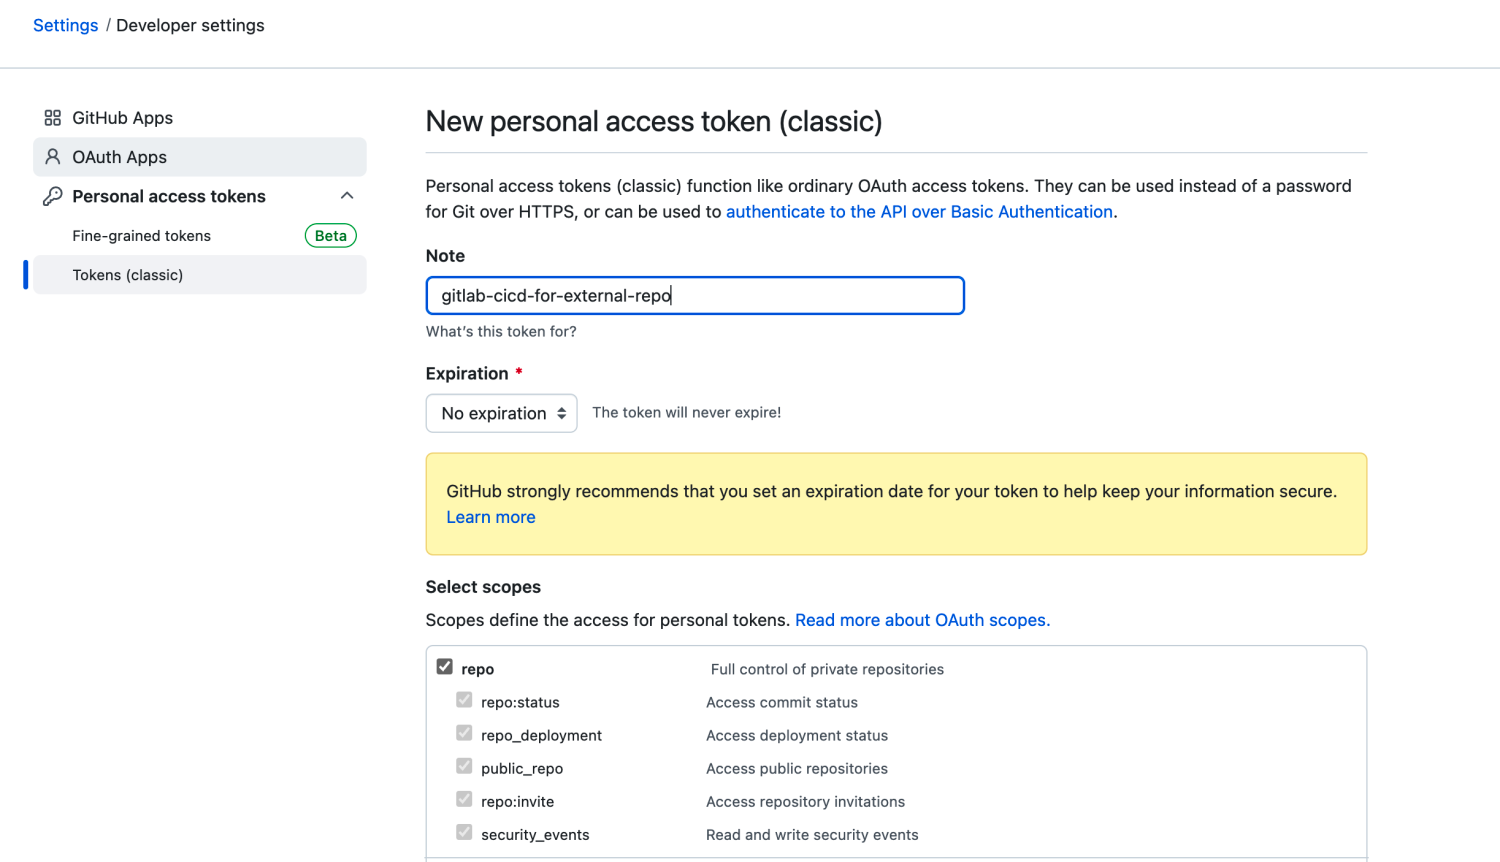 Settings / Developer settings
GitHub Apps
OAuth Apps
Personal access tokens
Fine-grained tokens Beta
Tokens (classic)
New personal access token (classic)
Personal access tokens (classic) function like ordinary OAuth access tokens. They can be used instead of a password
for Git over HTTPS, or can be used to authenticate to the API over Basic Authentication.
Note
gitlab-cicd-for-external-repo
What's this token for?
Expiration *
No expiration The token will never expire!
GitHub strongly recommends that you set an expiration date for your token to help keep your information secure.
Learn more
Select scopes
Scopes define the access for personal tokens. Read more about OAuth scopes.
repo Full control of private repositories
repo:status Access commit status
repo_deployment Access deployment status
public_repo Access public repositories
repo:invite Access repository invitations
security_events Read and write security events